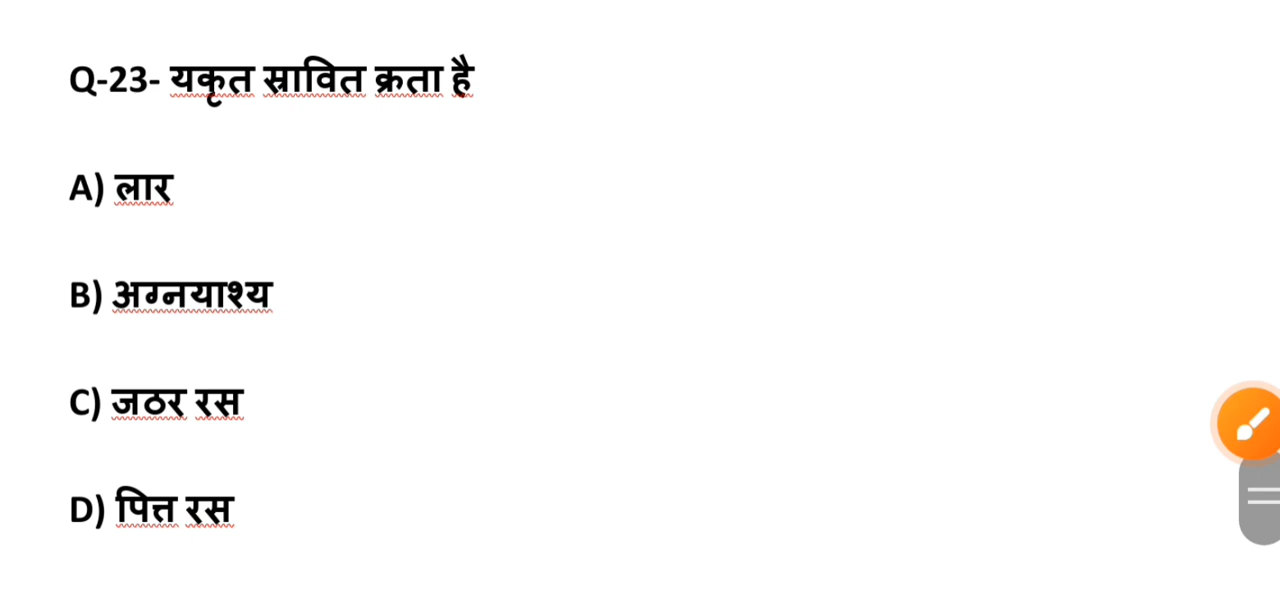 Q-23- यकृत स्रावित क्रता है
A) लार
B) अग्नयाश्य
C) जठर रस
D) पित्त रस